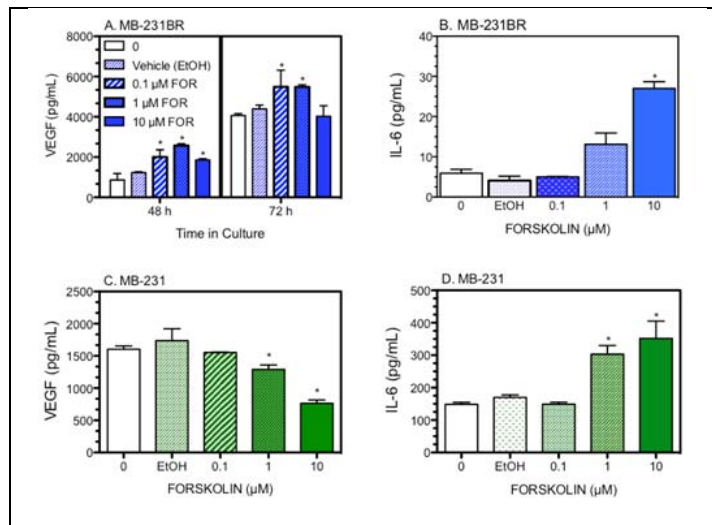 A. MB-231BR
VEGF (pg/mL)
8000
6000
4000
2000
0
0
Vehicle (EtOH)
0.1 µM FOR
1 µM FOR
10 µM FOR
* * *
* *
48 h 72 h
Time in Culture
B. MB-231BR
IL-6 (pg/mL)
40
30
20
10
0
*
0 EtOH 0.1 1 10
FORSKOLIN (µM)
C. MB-231
VEGF (pg/mL)
2500
2000
1500
1000
500
0
* *
0 EtOH 0.1 1 10
FORSKOLIN (µM)
D. MB-231
IL-6 (pg/mL)
500
400
300
200
100
0
* *
0 EtOH 0.1 1 10
FORSKOLIN (µM)